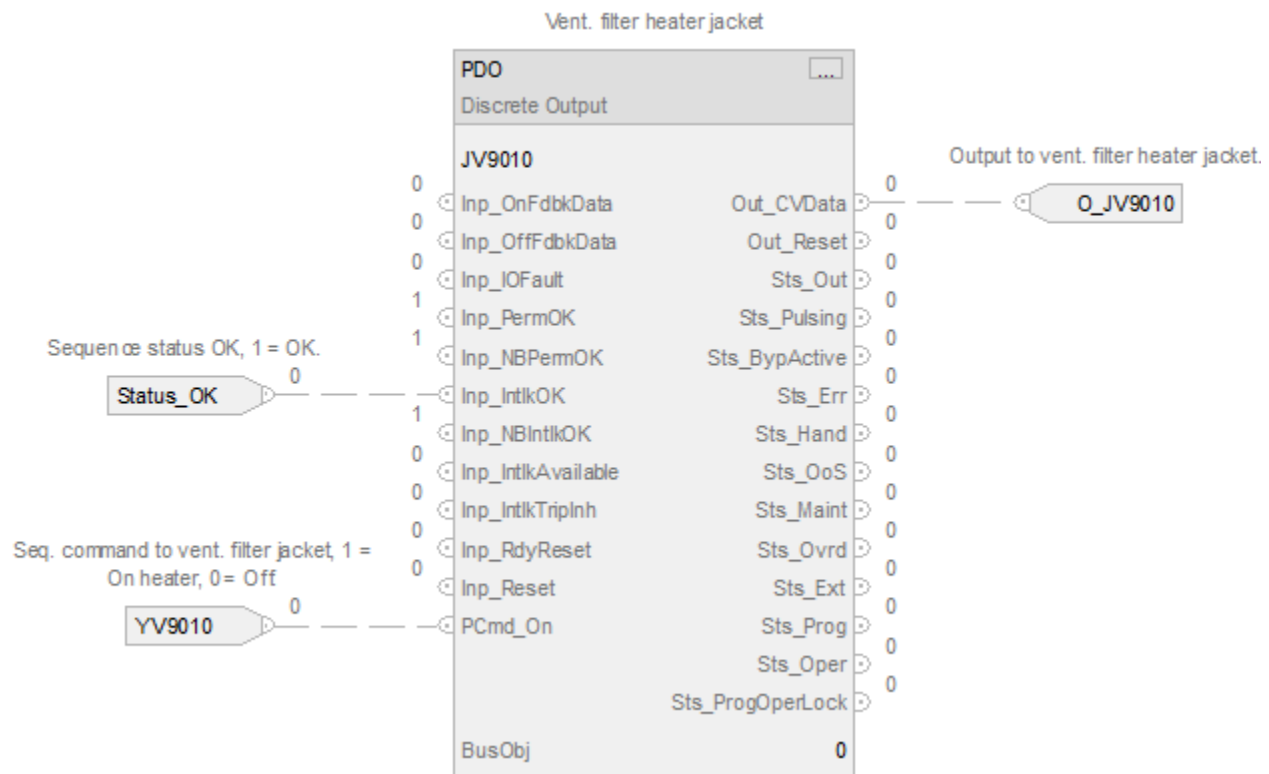 Vent. filter heater jacket
PDO ...
Discrete Output
JV9010
Output to vent. filter heater jacket.
0 Inp_OnFdbkData Out_CVData 0 O_JV9010
0 Inp_OffFdbkData Out_Reset 0
0 Inp_IOFault Sts_Out 0
1 Inp_PermOK Sts_Pulsing 0
1 Inp_NBPermOK Sts_BypActive 0
Sequence status OK, 1 = OK.
Status_OK 0 Inp_IntlkOK Sts_Err 0
1 Inp_NBIntlkOK Sts_Hand 0
0 Inp_IntlkAvailable Sts_OoS 0
0 Inp_IntlkTripInh Sts_Maint 0
0 Inp_RdyReset Sts_Ovrd 0
Seq. command to vent. filter jacket, 1 =
On heater, 0 = Off
0 Inp_Reset Sts_Ext 0
YV9010 0 PCmd_On Sts_Prog 0
Sts_Oper 0
Sts_ProgOperLock 0
BusObj 0